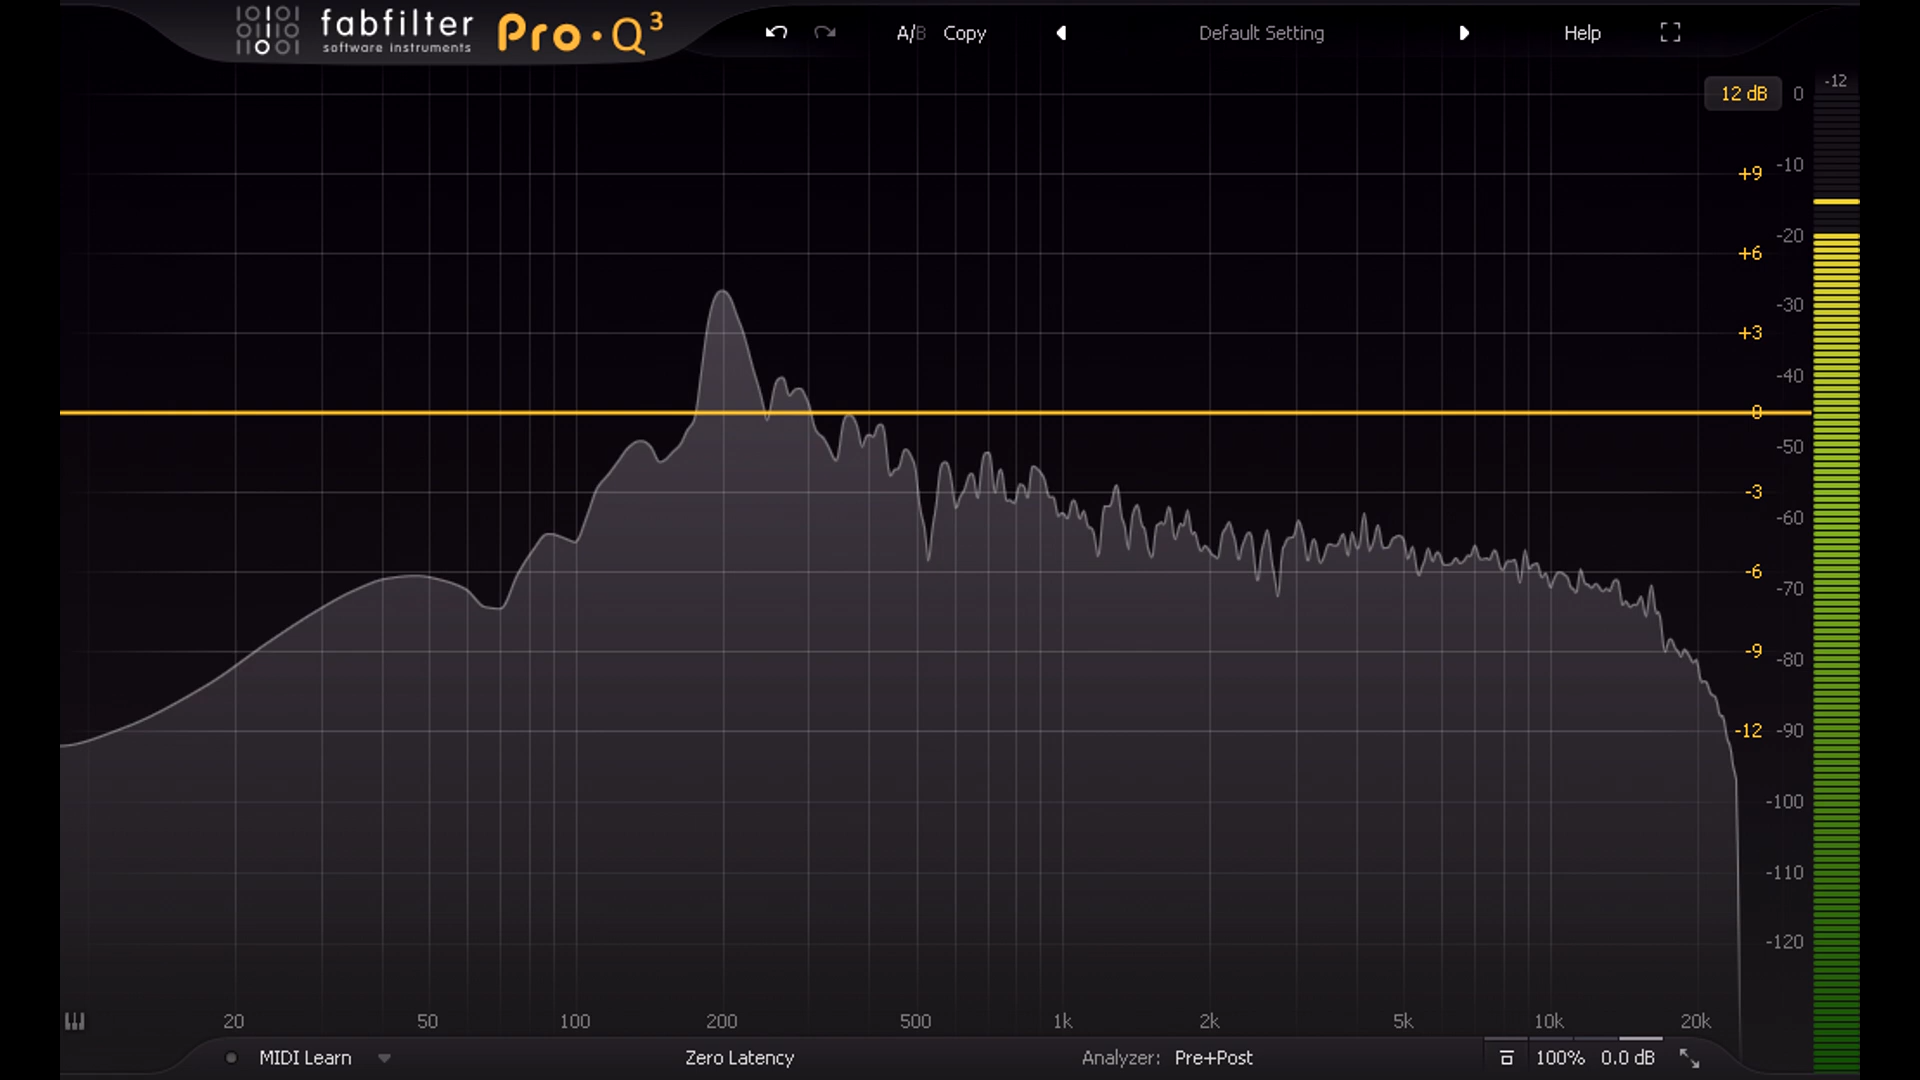 fabfilter
software instruments
Pro·Q3
A/B Copy Default Setting Help
-12
12 dB 0
+9 -10
-20
+6
-30
+3
-40
0
-50
-3
-60
-6
-70
-9
-80
-12 -90
-100
-110
-120
20 50 100 200 500 1k 2k 5k 10k 20k
MIDI Learn Zero Latency Analyzer: Pre+Post 100% 0.0 dB